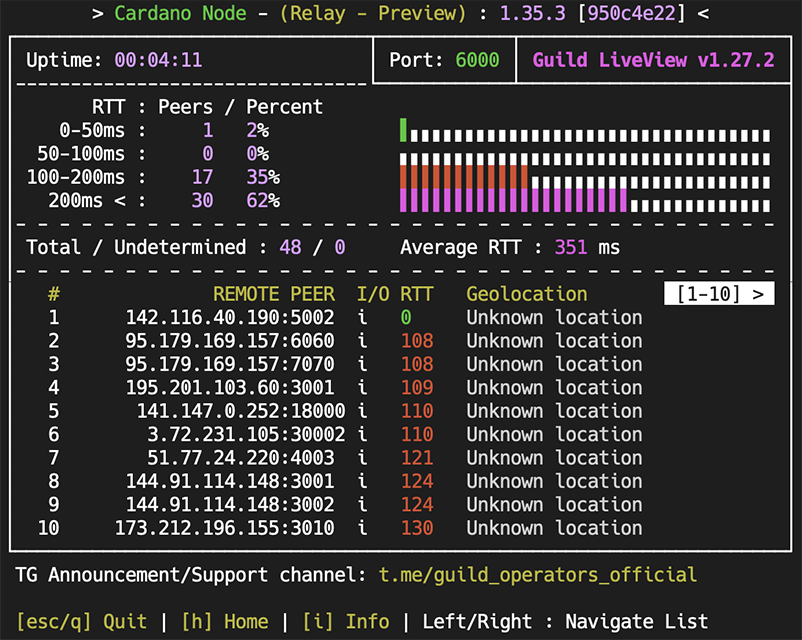 > Cardano Node - (Relay - Preview) : 1.35.3 [950c4e22] <
Uptime: 00:04:11 Port: 6000 Guild LiveView v1.27.2
RTT : Peers / Percent
0-50ms : 1 2%
50-100ms : 0 0%
100-200ms : 17 35%
200ms < : 30 62%
Total / Undetermined : 48 / 0 Average RTT : 351 ms
# REMOTE PEER I/O RTT Geolocation [1-10] >
1 142.116.40.190:5002 i 0 Unknown location
2 95.179.169.157:6060 i 108 Unknown location
3 95.179.169.157:7070 i 108 Unknown location
4 195.201.103.60:3001 i 109 Unknown location
5 141.147.0.252:18000 i 110 Unknown location
6 3.72.231.105:30002 i 110 Unknown location
7 51.77.24.220:4003 i 121 Unknown location
8 144.91.114.148:3001 i 124 Unknown location
9 144.91.114.148:3002 i 124 Unknown location
10 173.212.196.155:3010 i 130 Unknown location
TG Announcement/Support channel: t.me/guild_operators_official
[esc/q] Quit | [h] Home | [i] Info | Left/Right : Navigate List